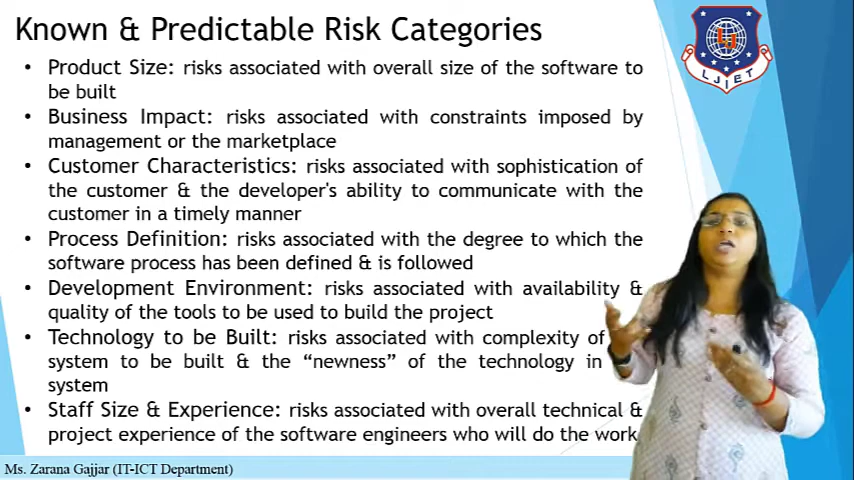 Known & Predictable Risk Categories
• Product Size: risks associated with overall size of the software to
be built
• Business Impact: risks associated with constraints imposed by
management or the marketplace
• Customer Characteristics: risks associated with sophistication of
the customer & the developer's ability to communicate with the
customer in a timely manner
• Process Definition: risks associated with the degree to which the
software process has been defined & is followed
• Development Environment: risks associated with availability &
quality of the tools to be used to build the project
• Technology to be Built: risks associated with complexity of
system to be built & the “newness” of the technology in
system
• Staff Size & Experience: risks associated with overall technical &
project experience of the software engineers who will do the work
Ms. Zarana Gajjar (IT-ICT Department)
LJ
LJIET